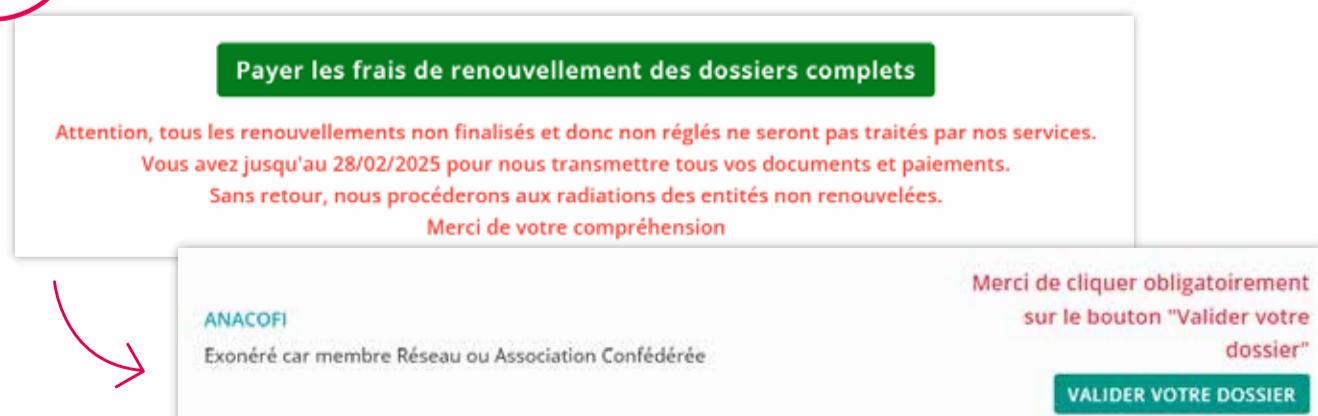 Payer les frais de renouvellement des dossiers complets
Attention, tous les renouvellements non finalisés et donc non réglés ne seront pas traités par nos services.
Vous avez jusqu'au 28/02/2025 pour nous transmettre tous vos documents et paiements.
Sans retour, nous procéderons aux radiations des entités non renouvelées.
Merci de votre compréhension
ANACOFI
Exonéré car membre Réseau ou Association Confédérée
Merci de cliquer obligatoirement
sur le bouton "Valider votre
dossier"
VALIDER VOTRE DOSSIER